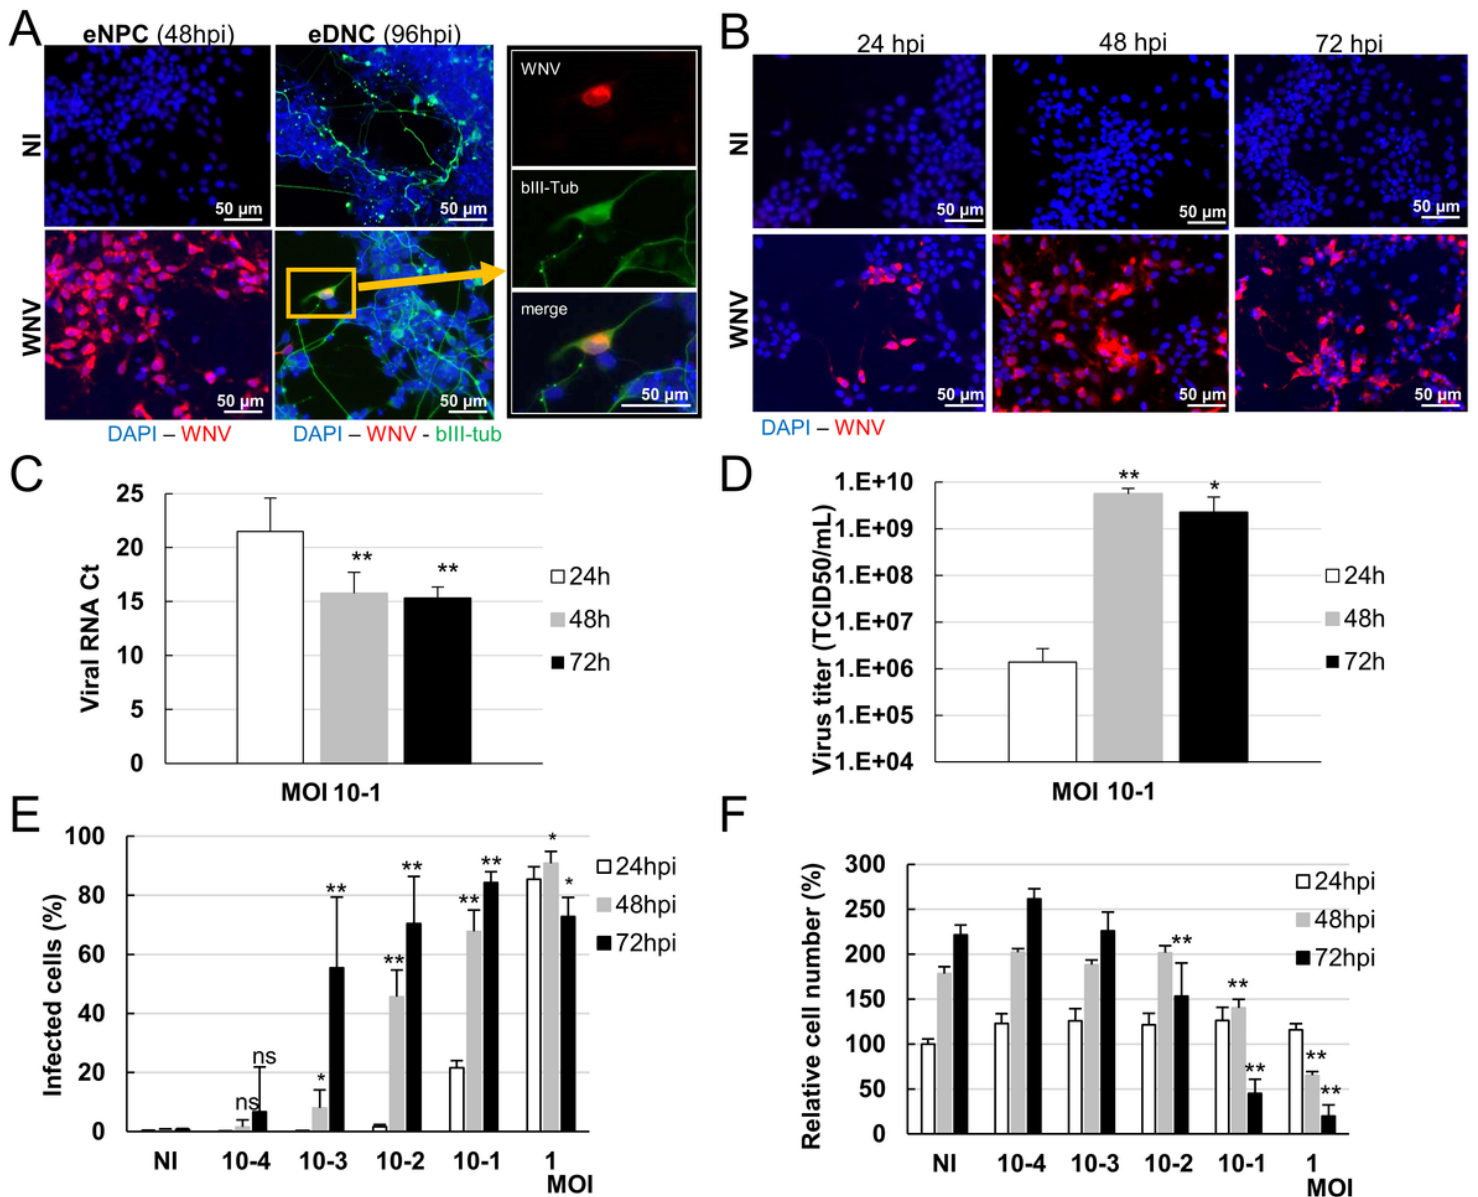 A
eNPC (48hpi)
eDNC (96hpi)
NI
WNV
50 µm
50 µm
50 µm
50 µm
WNV
bIII-Tub
merge
50 µm
DAPI – WNV
DAPI – WNV - bIII-tub
B
24 hpi
48 hpi
72 hpi
NI
WNV
50 µm
50 µm
50 µm
50 µm
50 µm
50 µm
DAPI – WNV
C
Viral RNA Ct
25
20
15
10
5
0
**
**
24h
48h
72h
MOI 10-1
D
Virus titer (TCID50/mL)
1.E+10
1.E+09
1.E+08
1.E+07
1.E+06
1.E+05
1.E+04
**
*
24h
48h
72h
MOI 10-1
E
Infected cells (%)
100
80
60
40
20
0
ns
ns
*
**
**
**
**
**
*
*
24hpi
48hpi
72hpi
NI
10-4
10-3
10-2
10-1
1
MOI
F
Relative cell number (%)
300
250
200
150
100
50
0
**
**
**
**
**
24hpi
48hpi
72hpi
NI
10-4
10-3
10-2
10-1
1
MOI